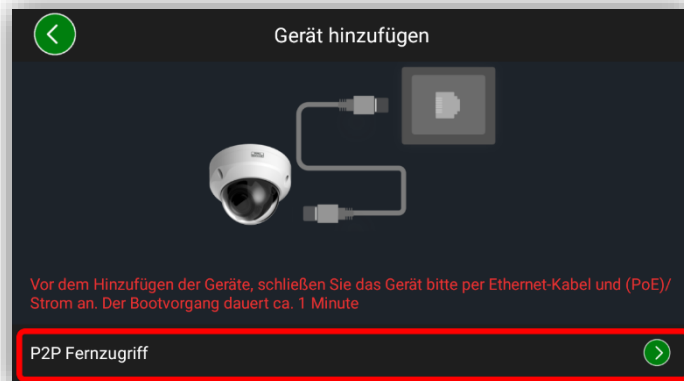 Gerät hinzufügen
Vor dem Hinzufügen der Geräte, schließen Sie das Gerät bitte per Ethernet-Kabel und (PoE)/
Strom an. Der Bootvorgang dauert ca. 1 Minute
P2P Fernzugriff